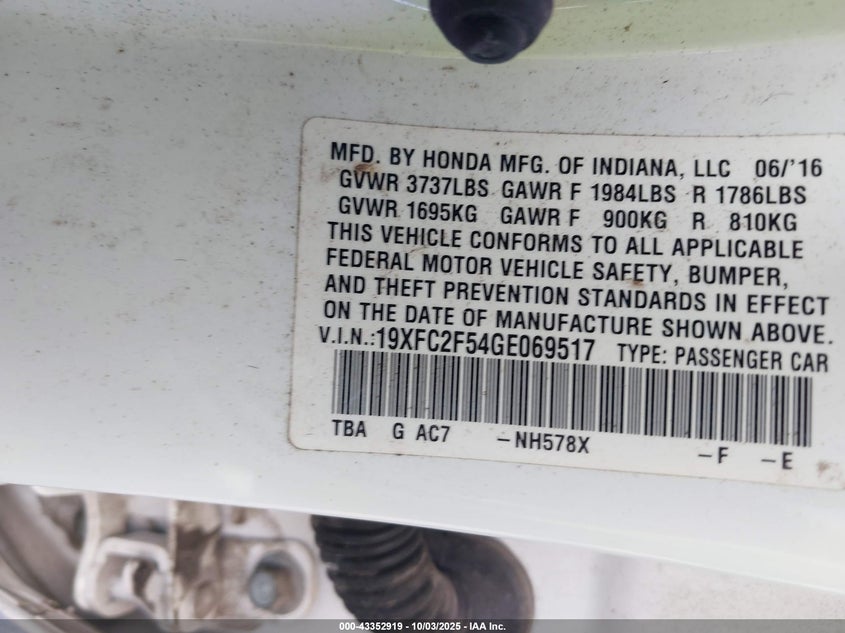 MFD. BY HONDA MFG. OF INDIANA, LLC 06/'16
GVWR 3737LBS GAWR F 1984LBS R 1786LBS
GVWR 1695KG GAWR F 900KG R 810KG
THIS VEHICLE CONFORMS TO ALL APPLICABLE
FEDERAL MOTOR VEHICLE SAFETY, BUMPER,
AND THEFT PREVENTION STANDARDS IN EFFECT
ON THE DATE OF MANUFACTURE SHOWN ABOVE.
V.I.N.:19XFC2F54GE069517 TYPE: PASSENGER CAR
TBA G AC7 -NH578X -F -E
000-43352919 - 10/03/2025 - IAA Inc.